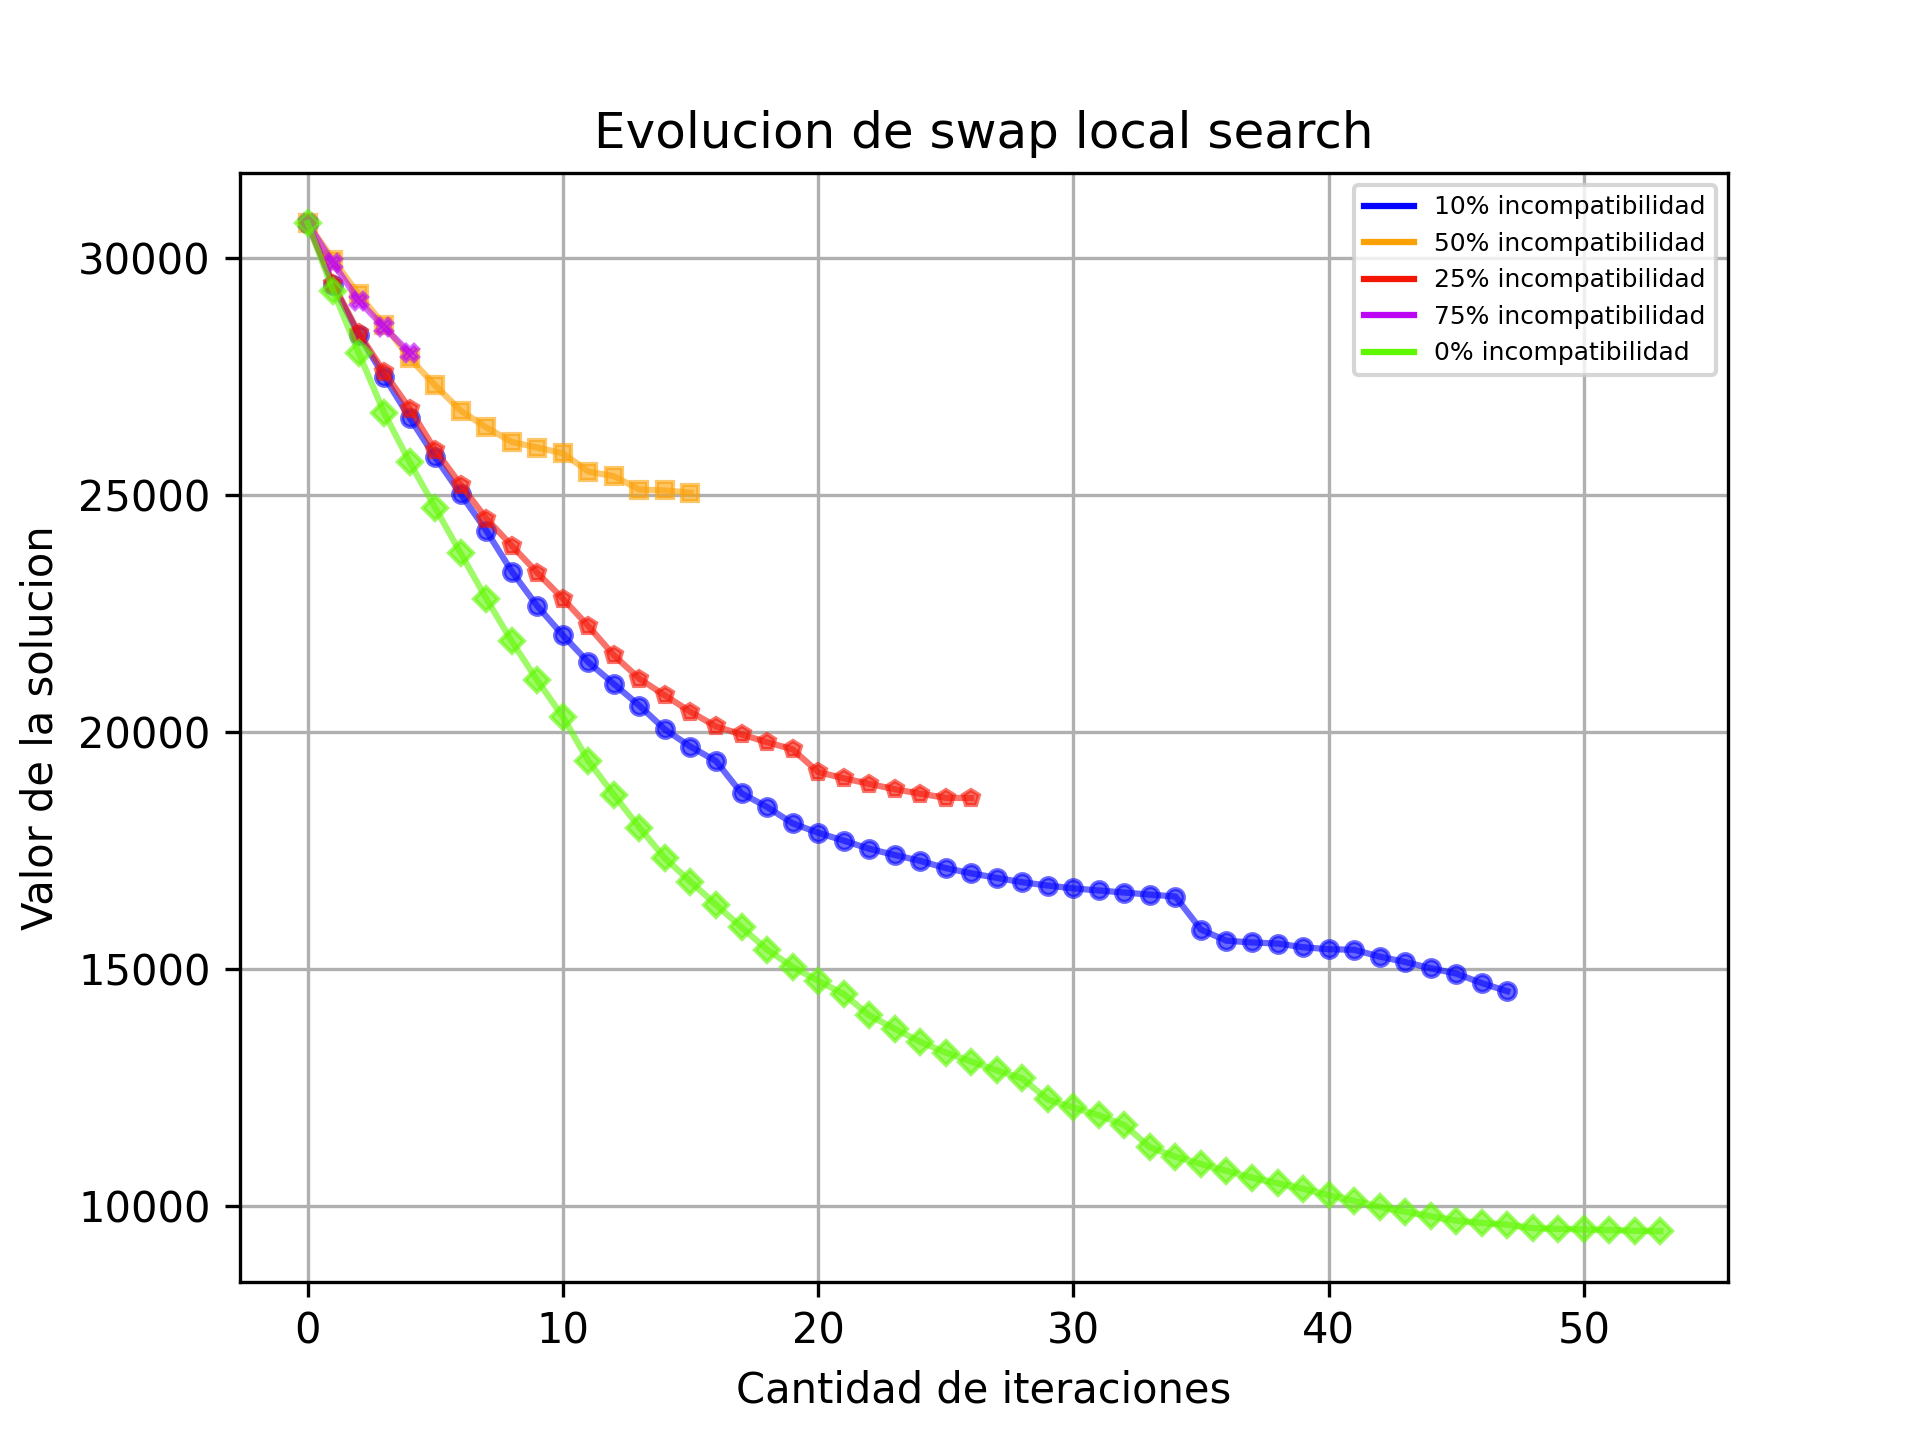 Evolucion de swap local search
10% incompatibilidad
50% incompatibilidad
25% incompatibilidad
75% incompatibilidad
0% incompatibilidad
Valor de la solucion
30000
25000
20000
15000
10000
0 10 20 30 40 50
Cantidad de iteraciones